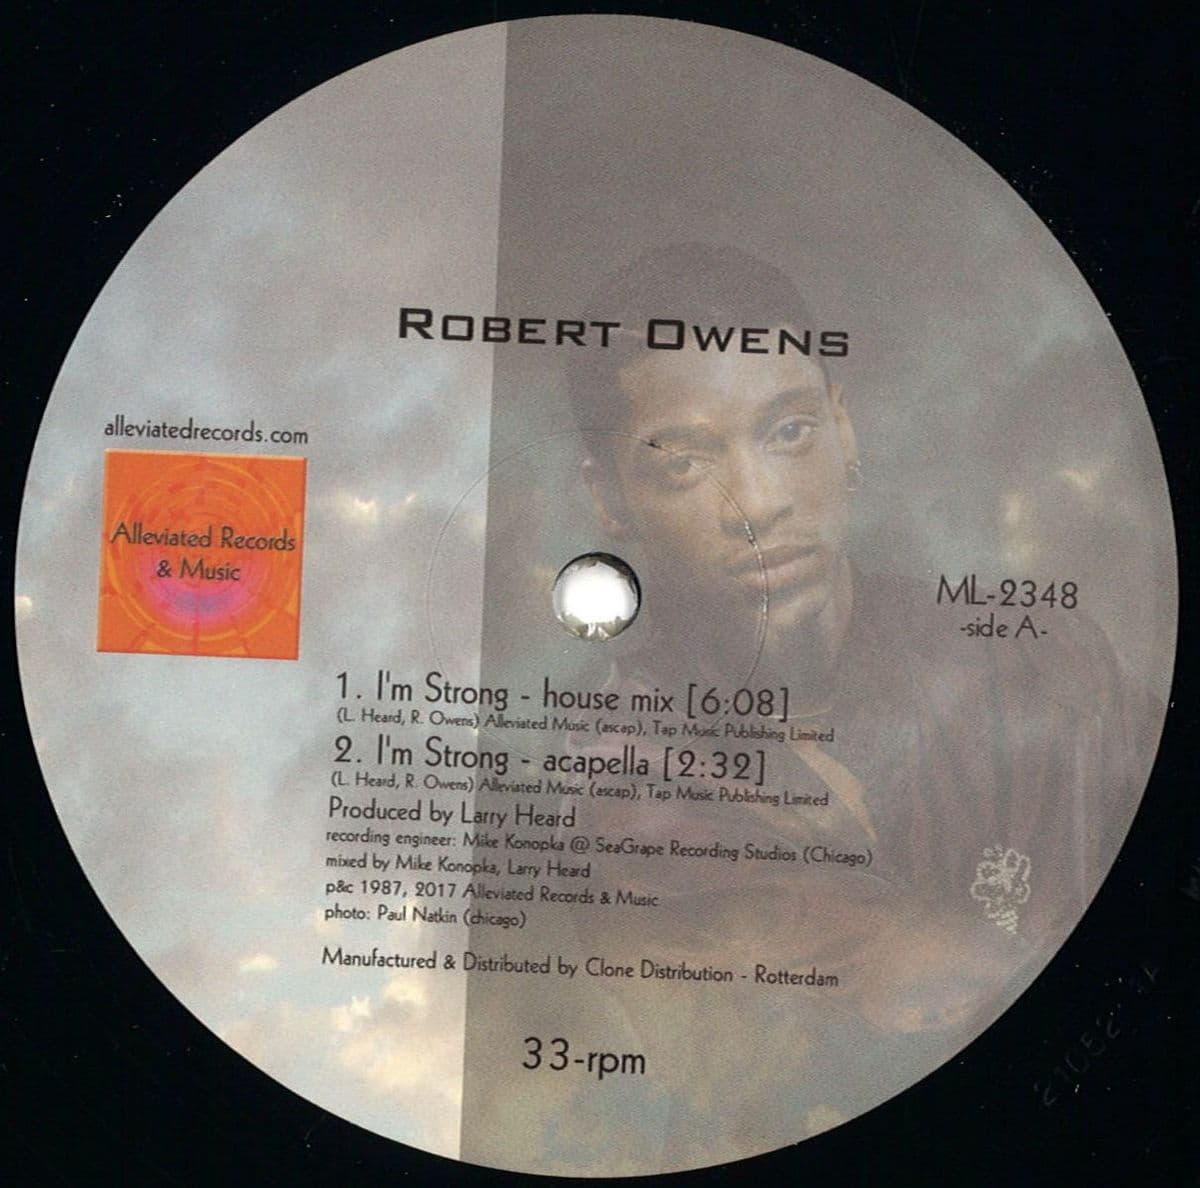 Robert Owens
alleviatedrecords.com
Alleviated Records
& Music
ML-2348
-side A-
1. I'm Strong - house mix [6:08]
(L. Heard, R. Owens) Alleviated Music (ascap), Tap Music Publishing Limited
2. I'm Strong - acapella [2:32]
(L. Heard, R. Owens) Alleviated Music (ascap), Tap Music Publishing Limited
Produced by Larry Heard
recording engineer: Mike Konopka @ SeaGrape Recording Studios (Chicago)
mixed by Mike Konopka, Larry Heard
p&c 1987, 2017 Alleviated Records & Music
photo: Paul Natkin (chicago)
Manufactured & Distributed by Clone Distribution - Rotterdam
33-rpm